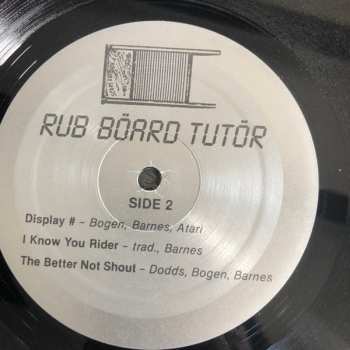 RUB BÖARD TUTÖR
SIDE 2
Display # – Bogen, Barnes, Atari
I Know You Rider – trad., Barnes
The Better Not Shout – Dodds, Bogen, Barnes